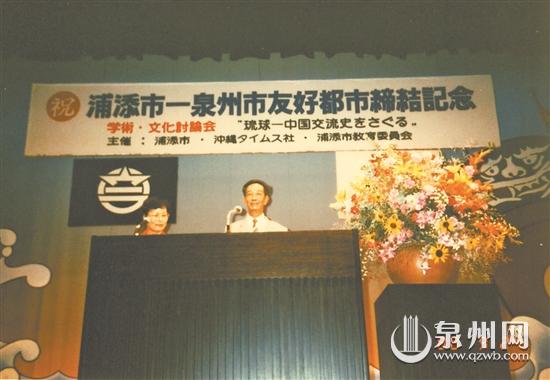 祝 浦添市ー泉州市友好都市締結記念
学術・文化討論会 "琉球ー中国交流史をさぐる"
主催：浦添市・沖縄タイムス社・浦添市教育委員会
泉州网
www.qzwb.com